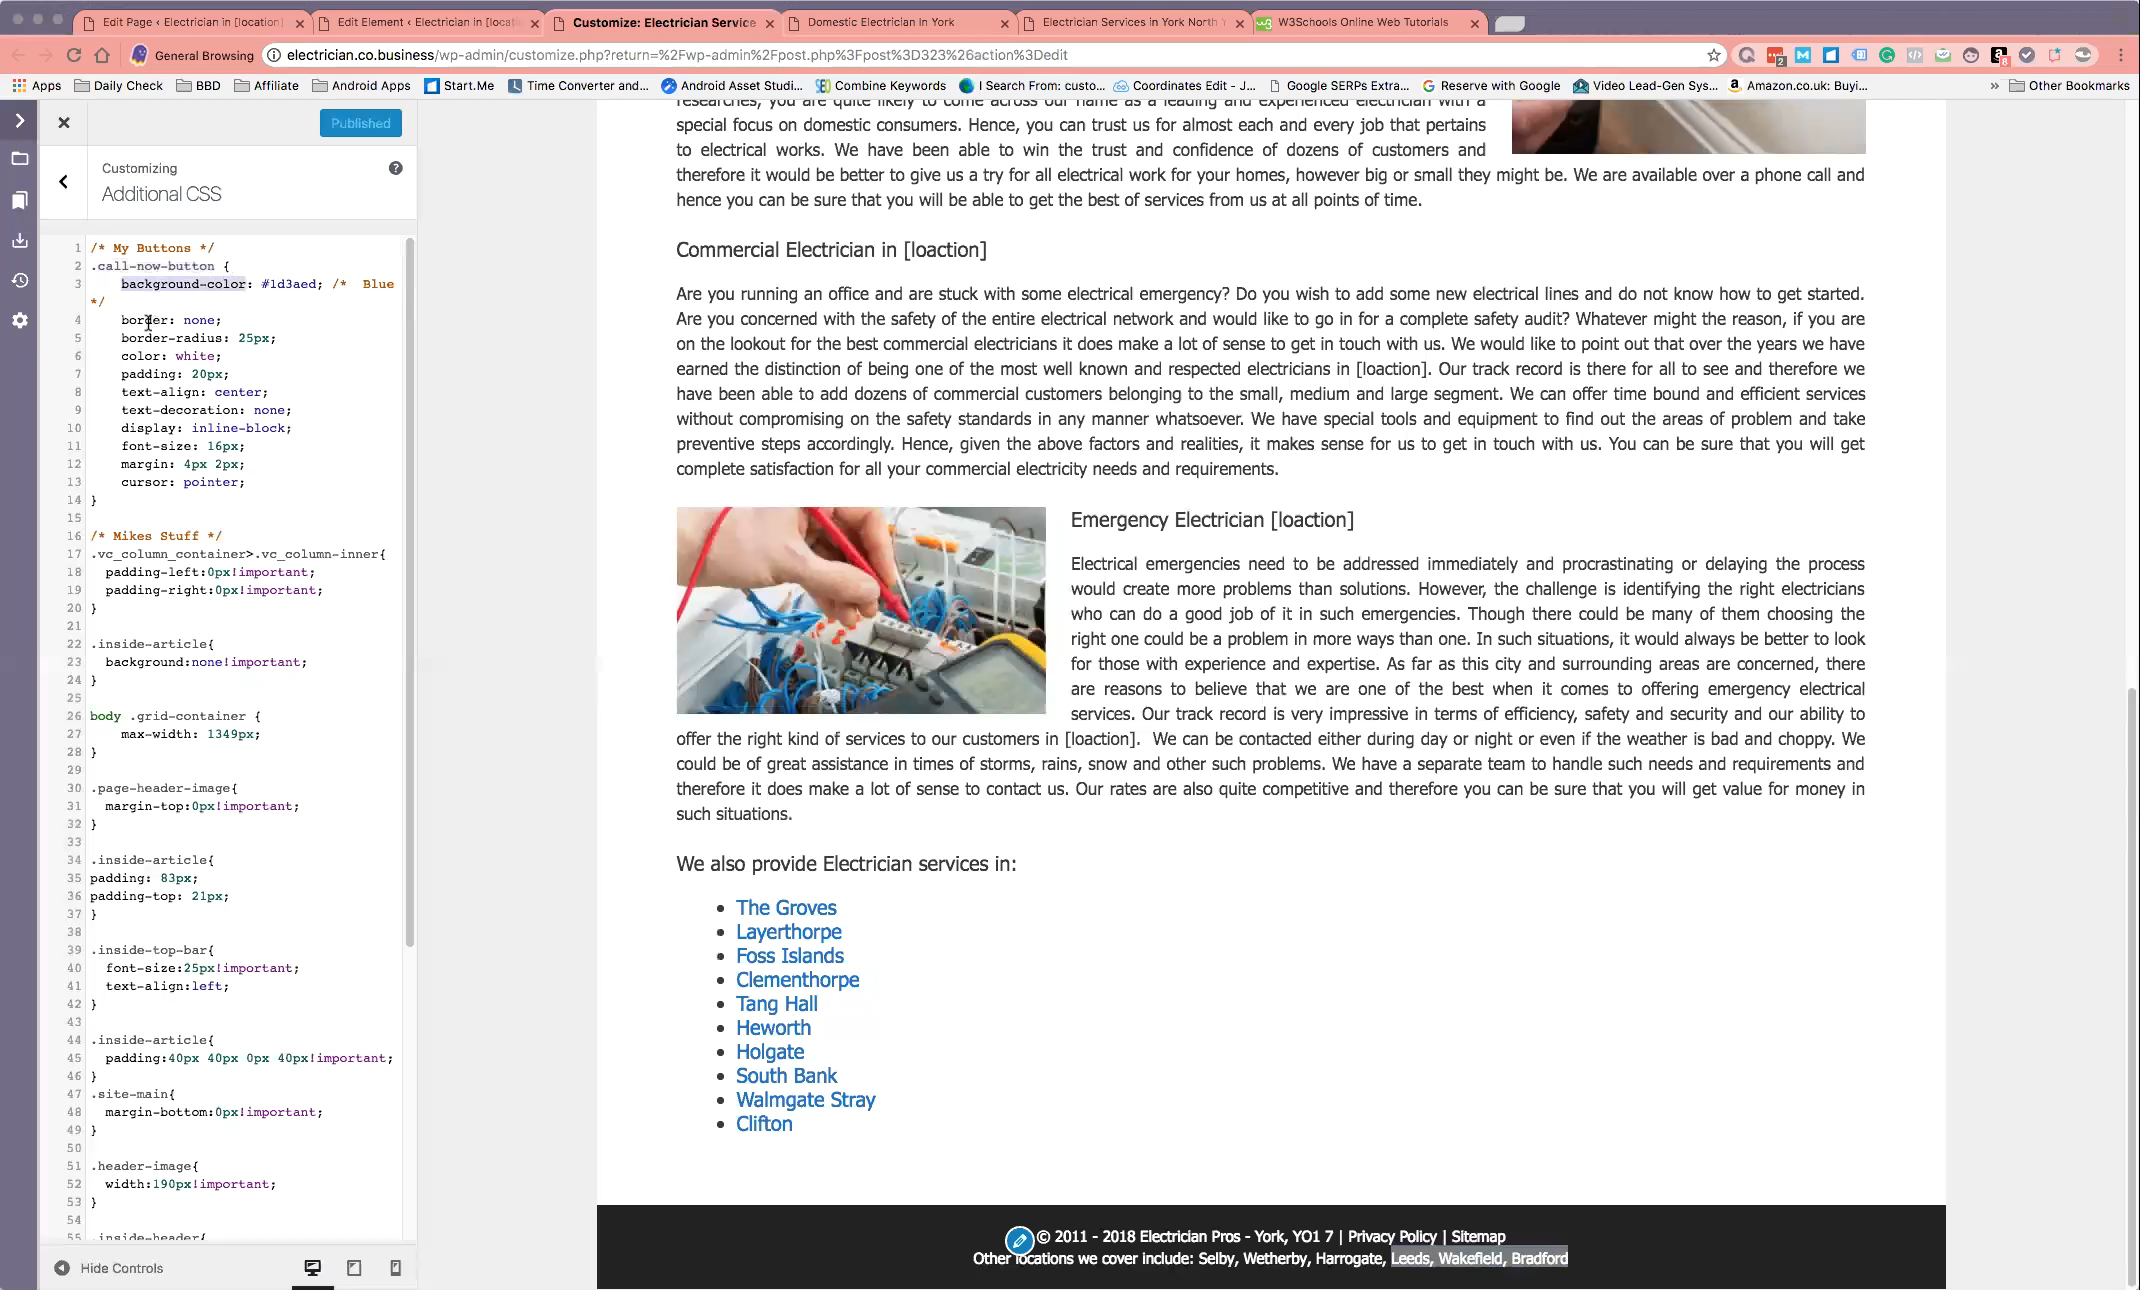 Edit Page ‹ Electrician in [location]
Edit Element ‹ Electrician in [locati
Customize: Electrician Service
Domestic Electrician In York
Electrician Services in York North Y
W3Schools Online Web Tutorials
General Browsing
electrician.co.business/wp-admin/customize.php?return=%2Fwp-admin%2Fpost.php%3Fpost%3D323%26action%3Dedit
Apps
Daily Check
BBD
Affiliate
Android Apps
Start.Me
Time Converter and...
Android Asset Studi...
Combine Keywords
I Search From: custo...
Coordinates Edit - J...
Google SERPs Extra...
Reserve with Google
Video Lead-Gen Sys...
Amazon.co.uk: Buyi...
»
Other Bookmarks
Published
Customizing
Additional CSS
1 /* My Buttons */
2 .call-now-button {
3 background-color: #1d3aed; /* Blue
*/
4 border: none;
5 border-radius: 25px;
6 color: white;
7 padding: 20px;
8 text-align: center;
9 text-decoration: none;
10 display: inline-block;
11 font-size: 16px;
12 margin: 4px 2px;
13 cursor: pointer;
14 }
15
16 /* Mikes Stuff */
17 .vc_column_container>.vc_column-inner{
18 padding-left:0px!important;
19 padding-right:0px!important;
20 }
21
22 .inside-article{
23 background:none!important;
24 }
25
26 body .grid-container {
27 max-width: 1349px;
28 }
29
30 .page-header-image{
31 margin-top:0px!important;
32 }
33
34 .inside-article{
35 padding: 83px;
36 padding-top: 21px;
37 }
38
39 .inside-top-bar{
40 font-size:25px!important;
41 text-align:left;
42 }
43
44 .inside-article{
45 padding:40px 40px 0px 40px!important;
46 }
47 .site-main{
48 margin-bottom:0px!important;
49 }
50
51 .header-image{
52 width:190px!important;
53 }
54
55 .inside-header{
Hide Controls
researches, you are quite likely to come across our name as a leading and experienced electrician with a
special focus on domestic consumers. Hence, you can trust us for almost each and every job that pertains
to electrical works. We have been able to win the trust and confidence of dozens of customers and
therefore it would be better to give us a try for all electrical work for your homes, however big or small they might be. We are available over a phone call and
hence you can be sure that you will be able to get the best of services from us at all points of time.
Commercial Electrician in [loaction]
Are you running an office and are stuck with some electrical emergency? Do you wish to add some new electrical lines and do not know how to get started.
Are you concerned with the safety of the entire electrical network and would like to go in for a complete safety audit? Whatever might the reason, if you are
on the lookout for the best commercial electricians it does make a lot of sense to get in touch with us. We would like to point out that over the years we have
earned the distinction of being one of the most well known and respected electricians in [loaction]. Our track record is there for all to see and therefore we
have been able to add dozens of commercial customers belonging to the small, medium and large segment. We can offer time bound and efficient services
without compromising on the safety standards in any manner whatsoever. We have special tools and equipment to find out the areas of problem and take
preventive steps accordingly. Hence, given the above factors and realities, it makes sense for us to get in touch with us. You can be sure that you will get
complete satisfaction for all your commercial electricity needs and requirements.
Emergency Electrician [loaction]
Electrical emergencies need to be addressed immediately and procrastinating or delaying the process
would create more problems than solutions. However, the challenge is identifying the right electricians
who can do a good job of it in such emergencies. Though there could be many of them choosing the
right one could be a problem in more ways than one. In such situations, it would always be better to look
for those with experience and expertise. As far as this city and surrounding areas are concerned, there
are reasons to believe that we are one of the best when it comes to offering emergency electrical
services. Our track record is very impressive in terms of efficiency, safety and security and our ability to
offer the right kind of services to our customers in [loaction]. We can be contacted either during day or night or even if the weather is bad and choppy. We
could be of great assistance in times of storms, rains, snow and other such problems. We have a separate team to handle such needs and requirements and
therefore it does make a lot of sense to contact us. Our rates are also quite competitive and therefore you can be sure that you will get value for money in
such situations.
We also provide Electrician services in:
The Groves
Layerthorpe
Foss Islands
Clementhorpe
Tang Hall
Heworth
Holgate
South Bank
Walmgate Stray
Clifton
© 2011 - 2018 Electrician Pros - York, YO1 7 | Privacy Policy | Sitemap
Other locations we cover include: Selby, Wetherby, Harrogate, Leeds, Wakefield, Bradford